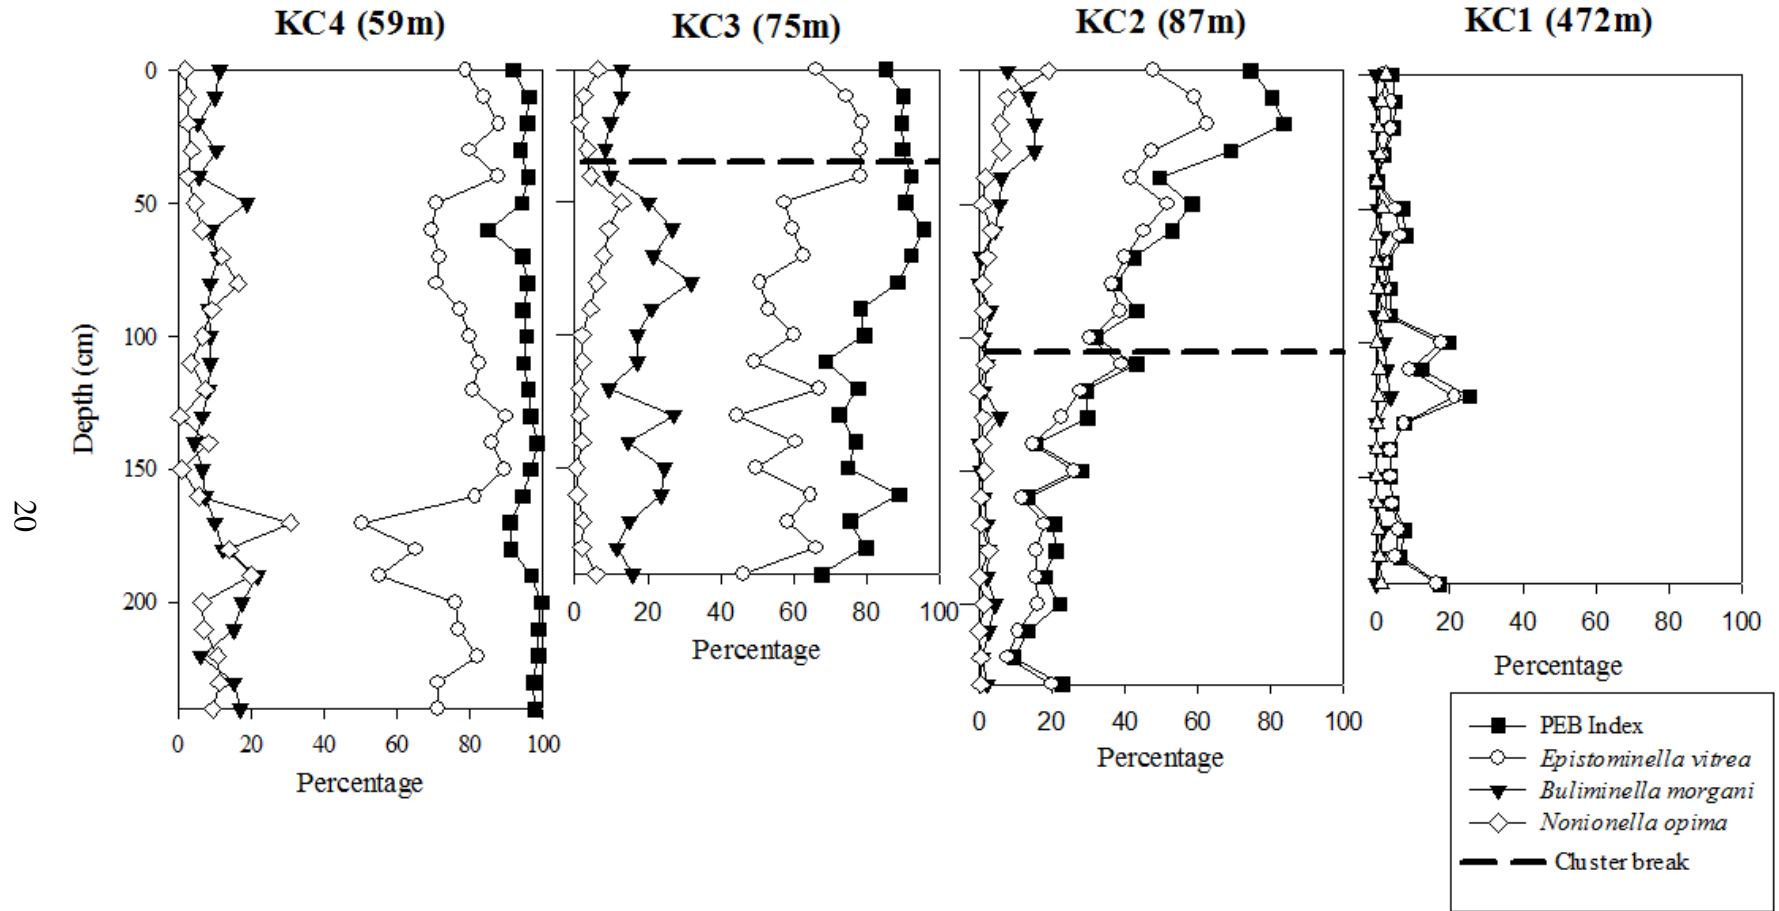 KC4 (59m)
KC3 (75m)
KC2 (87m)
KC1 (472m)
Depth (cm)
0
50
100
150
200
0 20 40 60 80 100
Percentage
0 20 40 60 80 100
Percentage
0 20 40 60 80 100
Percentage
0 20 40 60 80 100
Percentage
PEB Index
Epistominella vitrea
Buliminella morgani
Nonionella opima
Cluster break
20